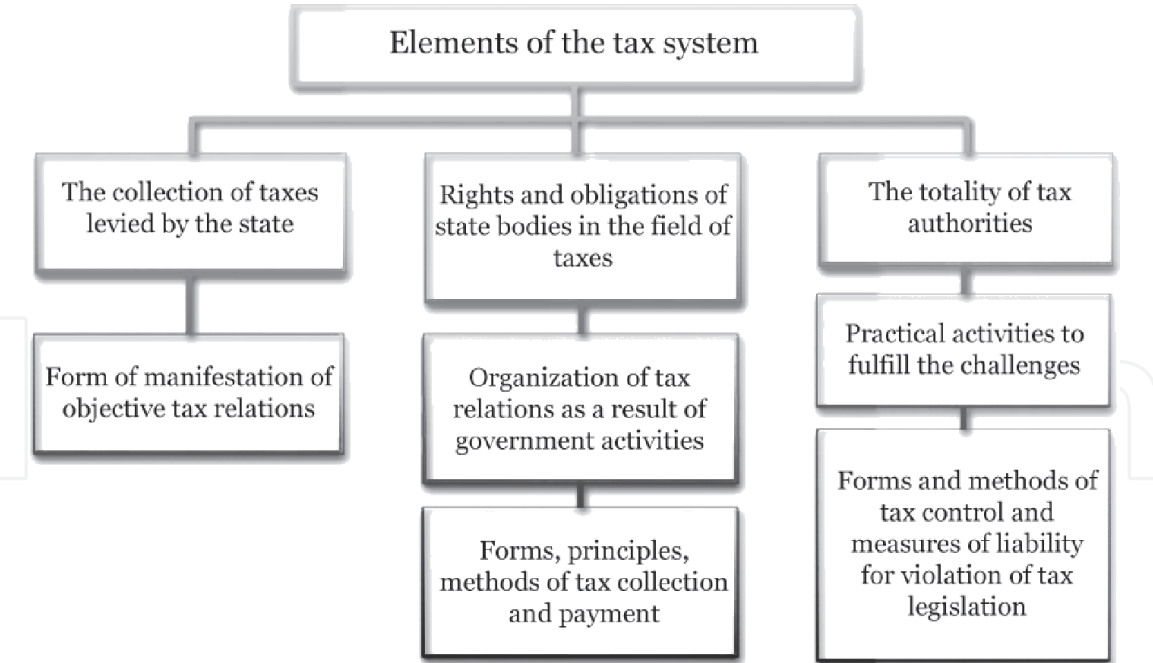 Elements of the tax system
The collection of taxes
levied by the state
Form of manifestation of
objective tax relations
Rights and obligations of
state bodies in the field of
taxes
Organization of tax
relations as a result of
government activities
Forms, principles,
methods of tax collection
and payment
The totality of tax
authorities
Practical activities to
fulfill the challenges
Forms and methods of
tax control and
measures of liability
for violation of tax
legislation